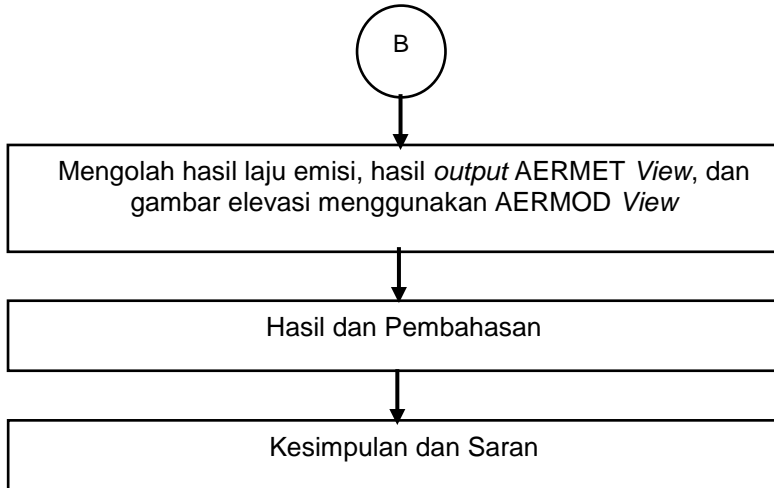 B
Mengolah hasil laju emisi, hasil output AERMET View, dan
gambar elevasi menggunakan AERMOD View
Hasil dan Pembahasan
Kesimpulan dan Saran